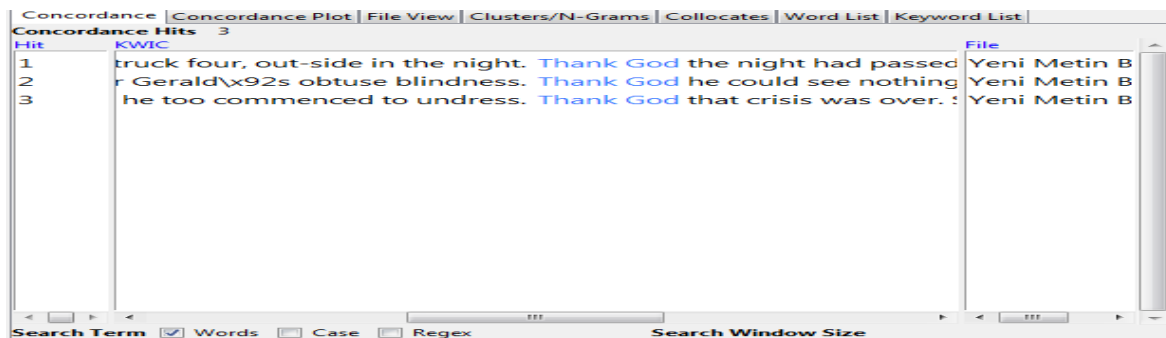 Concordance Concordance Plot File View Clusters/N-Grams Collocates Word List Keyword List
Concordance Hits 3
Hit KWIC File
1 truck four, out-side in the night. Thank God the night had passed Yeni Metin B
2 r Gerald\x92s obtuse blindness. Thank God he could see nothing Yeni Metin B
3 he too commenced to undress. Thank God that crisis was over. Yeni Metin B
Search Term Words Case Regex Search Window Size